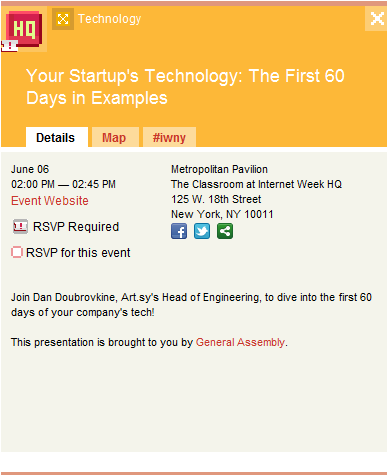 HQ
Technology
Your Startup's Technology: The First 60
Days in Examples
Details
Map
#iwny
June 06
02:00 PM — 02:45 PM
Event Website
RSVP Required
RSVP for this event
Metropolitan Pavilion
The Classroom at Internet Week HQ
125 W. 18th Street
New York, NY 10011
Join Dan Doubrovkine, Art.sy's Head of Engineering, to dive into the first 60
days of your company's tech!
This presentation is brought to you by General Assembly.